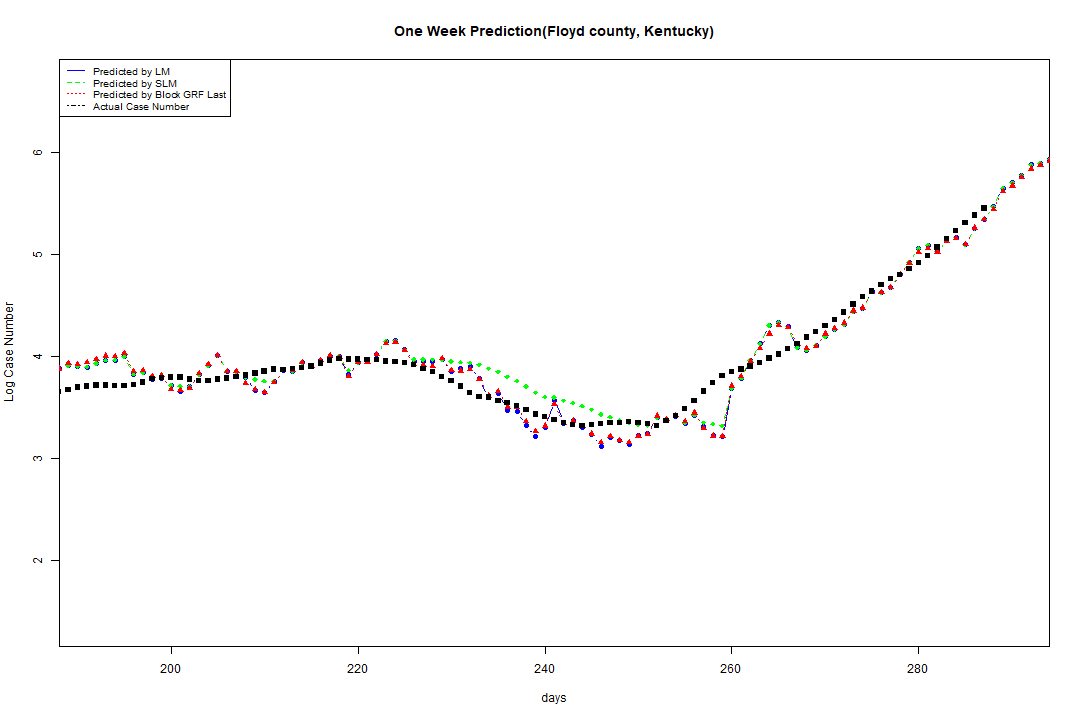 One Week Prediction(Floyd county, Kentucky)
Predicted by LM
Predicted by SLM
Predicted by Block GRF Last
Actual Case Number
6
5
4
3
2
Log Case Number
200 220 240 260 280
days